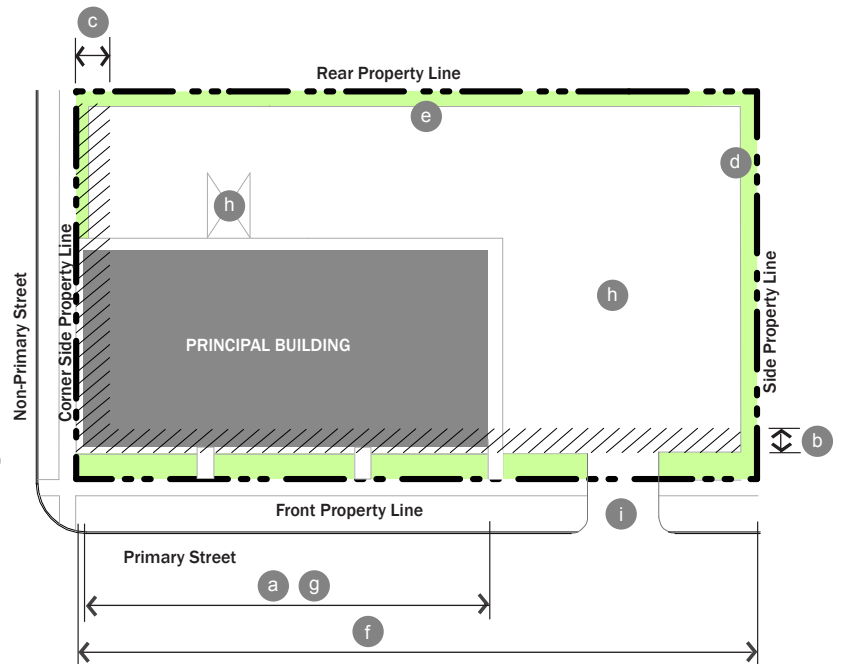 c
Rear Property Line
e
d
h
h
Non-Primary Street
Corner Side Property Line
PRINCIPAL BUILDING
Side Property Line
b
Front Property Line
i
Primary Street
a g
f